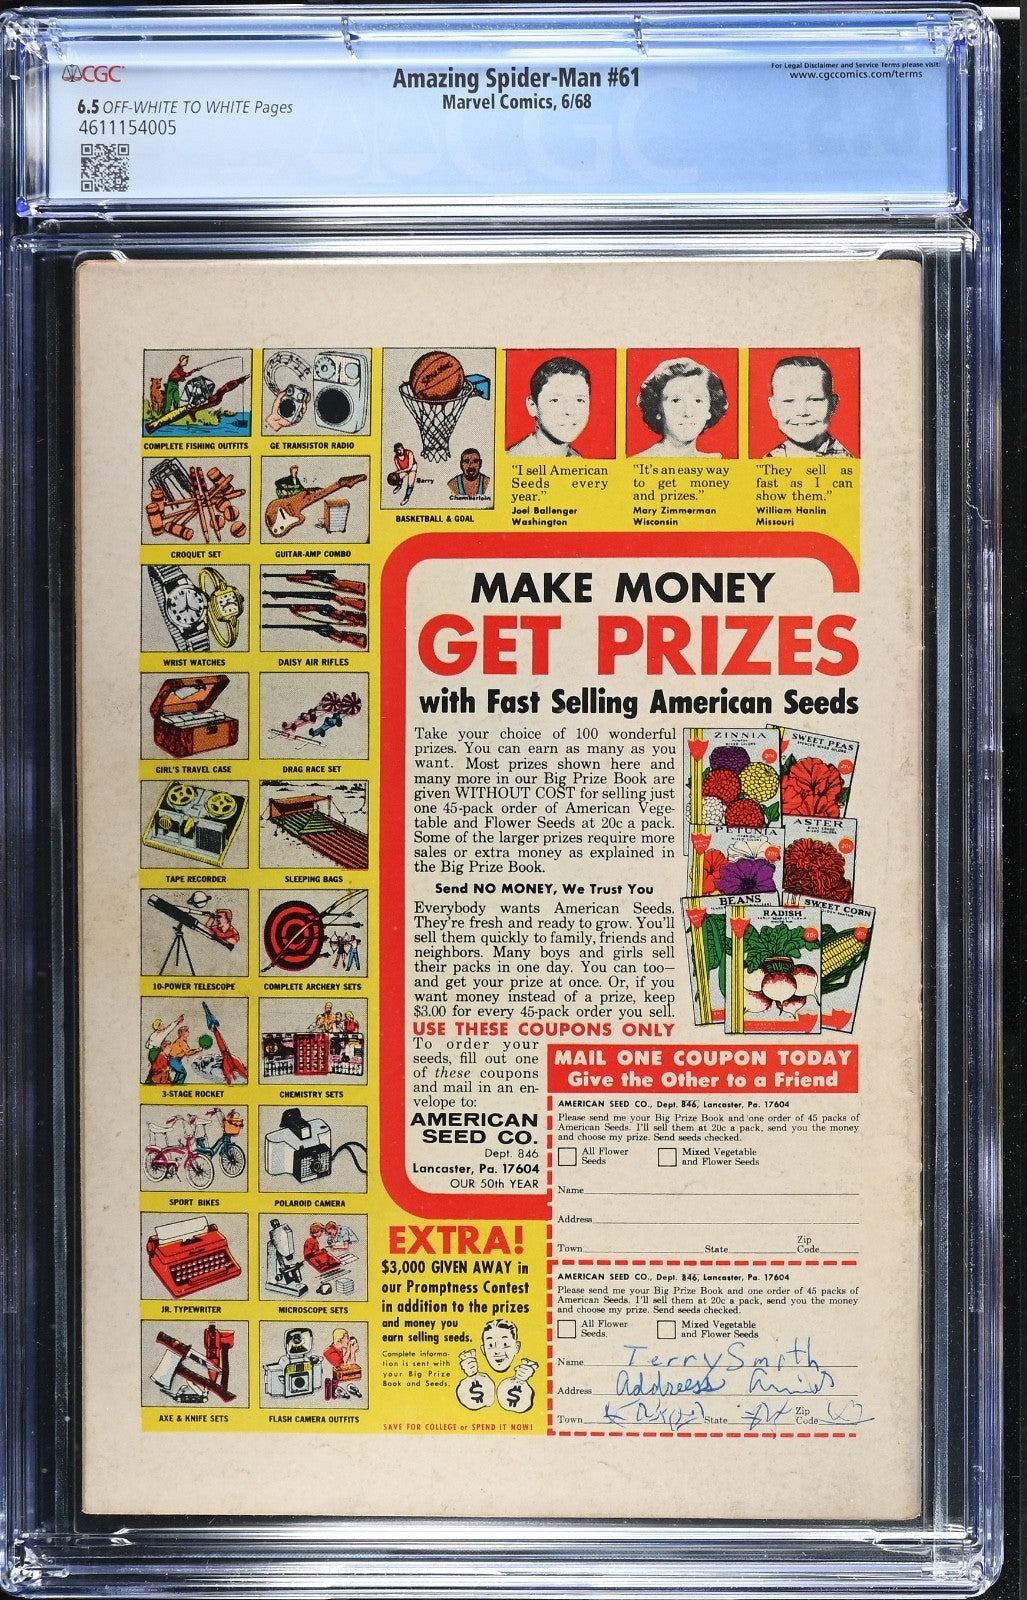 CGC
For Legal Disclaimer and Service Terms please visit:
www.cgccomics.com/terms
Amazing Spider-Man #61
Marvel Comics, 6/68
6.5 OFF-WHITE TO WHITE Pages
4611154005
COMPLETE FISHING OUTFITS
GE TRANSISTOR RADIO
CROQUET SET
GUITAR-AMP COMBO
Barry
Chamberlain
BASKETBALL & GOAL
WRIST WATCHES
DAISY AIR RIFLES
GIRL'S TRAVEL CASE
DRAG RACE SET
TAPE RECORDER
SLEEPING BAGS
10-POWER TELESCOPE
COMPLETE ARCHERY SETS
3-STAGE ROCKET
CHEMISTRY SETS
SPORT BIKES
POLAROID CAMERA
JR. TYPEWRITER
MICROSCOPE SETS
AXE & KNIFE SETS
FLASH CAMERA OUTFITS
"I sell American
Seeds every
year."
Joel Ballenger
Washington
"It's an easy way
to get money
and prizes."
Mary Zimmerman
Wisconsin
"They sell as
fast as I can
show them."
William Hanlin
Missouri
MAKE MONEY
GET PRIZES
with Fast Selling American Seeds
Take your choice of 100 wonderful
prizes. You can earn as many as you
want. Most prizes shown here and
many more in our Big Prize Book are
given WITHOUT COST for selling just
one 45-pack order of American Vege-
table and Flower Seeds at 20c a pack.
Some of the larger prizes require more
sales or extra money as explained in
the Big Prize Book.
Send NO MONEY, We Trust You
Everybody wants American Seeds.
They're fresh and ready to grow. You'll
sell them quickly to family, friends and
neighbors. Many boys and girls sell
their packs in one day. You can too—
and get your prize at once. Or, if you
want money instead of a prize, keep
$3.00 for every 45-pack order you sell.
USE THESE COUPONS ONLY
To order your
seeds, fill out one
of these coupons
and mail in an en-
velope to:
AMERICAN
SEED CO.
Dept. 846
Lancaster, Pa. 17604
OUR 50th YEAR
ZINNIA
SWEET PEAS
PETUNIA
ASTER
BEANS
RADISH
SWEET CORN
MAIL ONE COUPON TODAY
Give the Other to a Friend
AMERICAN SEED CO., Dept. 846, Lancaster, Pa. 17604
Please send me your Big Prize Book and one order of 45 packs of
American Seeds. I'll sell them at 20c a pack, send you the money
and choose my prize. Send seeds checked.
All Flower
Seeds
Mixed Vegetable
and Flower Seeds
Name
Address
Town State Zip Code
AMERICAN SEED CO., Dept. 846, Lancaster, Pa. 17604
Please send me your Big Prize Book and one order of 45 packs of
American Seeds. I'll sell them at 20c a pack, send you the money
and choose my prize. Send seeds checked.
All Flower
Seeds
Mixed Vegetable
and Flower Seeds
Name Terry Smith
Address Address
Town State Zip Code
EXTRA!
$3,000 GIVEN AWAY in
our Promptness Contest
in addition to the prizes
and money you
earn selling seeds.
Complete informa-
tion is sent with
your Big Prize
Book and Seeds.
$ $
SAVE FOR COLLEGE or SPEND IT NOW!